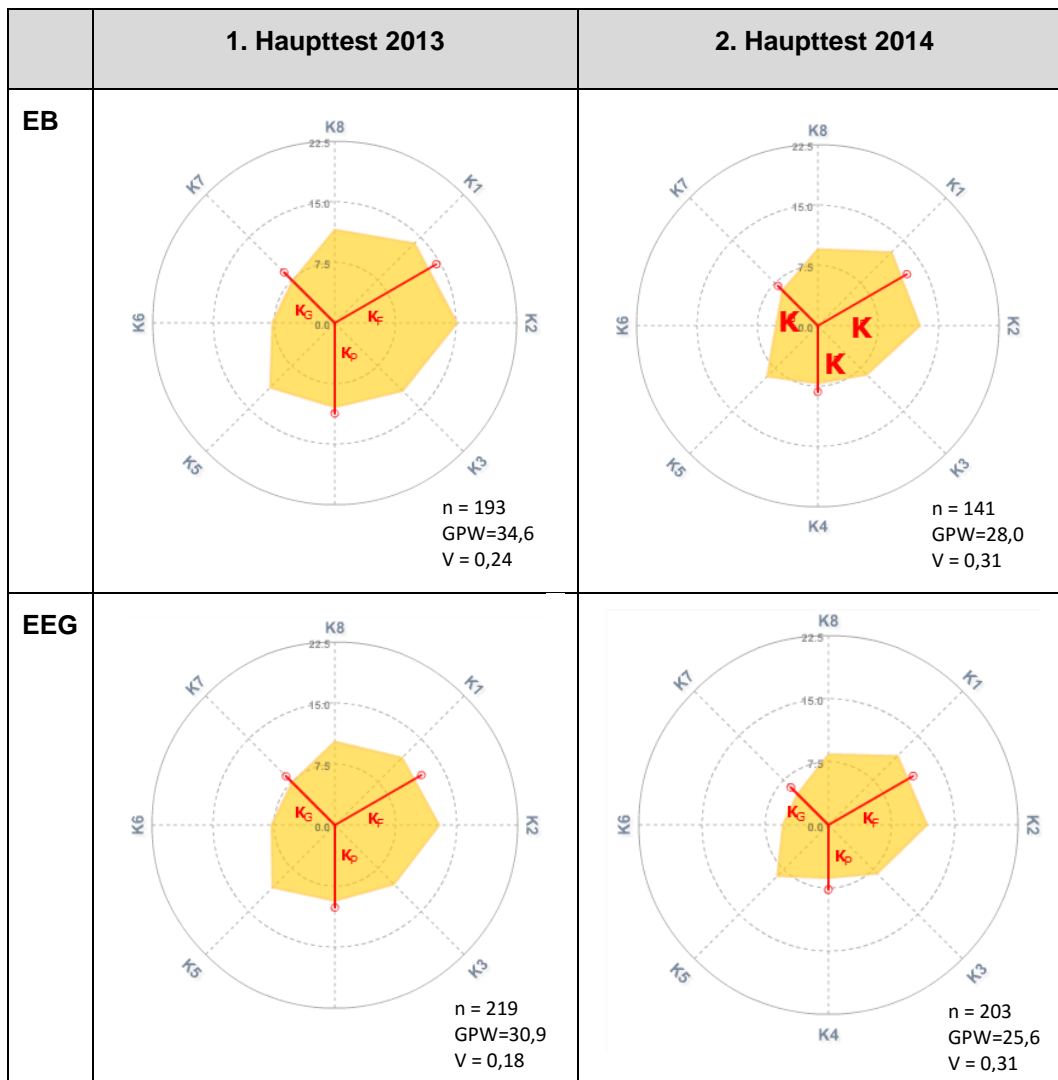 1. Haupttest 2013
2. Haupttest 2014
EB
K8
22.5
K7
K1
15.0
7.5
K6
0.0
K2
KG
KF
KP
K5
K3
n = 193
GPW=34,6
V = 0,24
K8
22.5
K7
K1
15.0
7.5
K6
0.0
K2
K
K
K
K5
K3
K4
n = 141
GPW=28,0
V = 0,31
EEG
K8
22.5
K7
K1
15.0
7.5
K6
0.0
K2
KG
KF
KP
K5
K3
n = 219
GPW=30,9
V = 0,18
K8
22.5
K7
K1
15.0
7.5
K6
0.0
K2
KG
KF
KP
K5
K3
K4
n = 203
GPW=25,6
V = 0,31